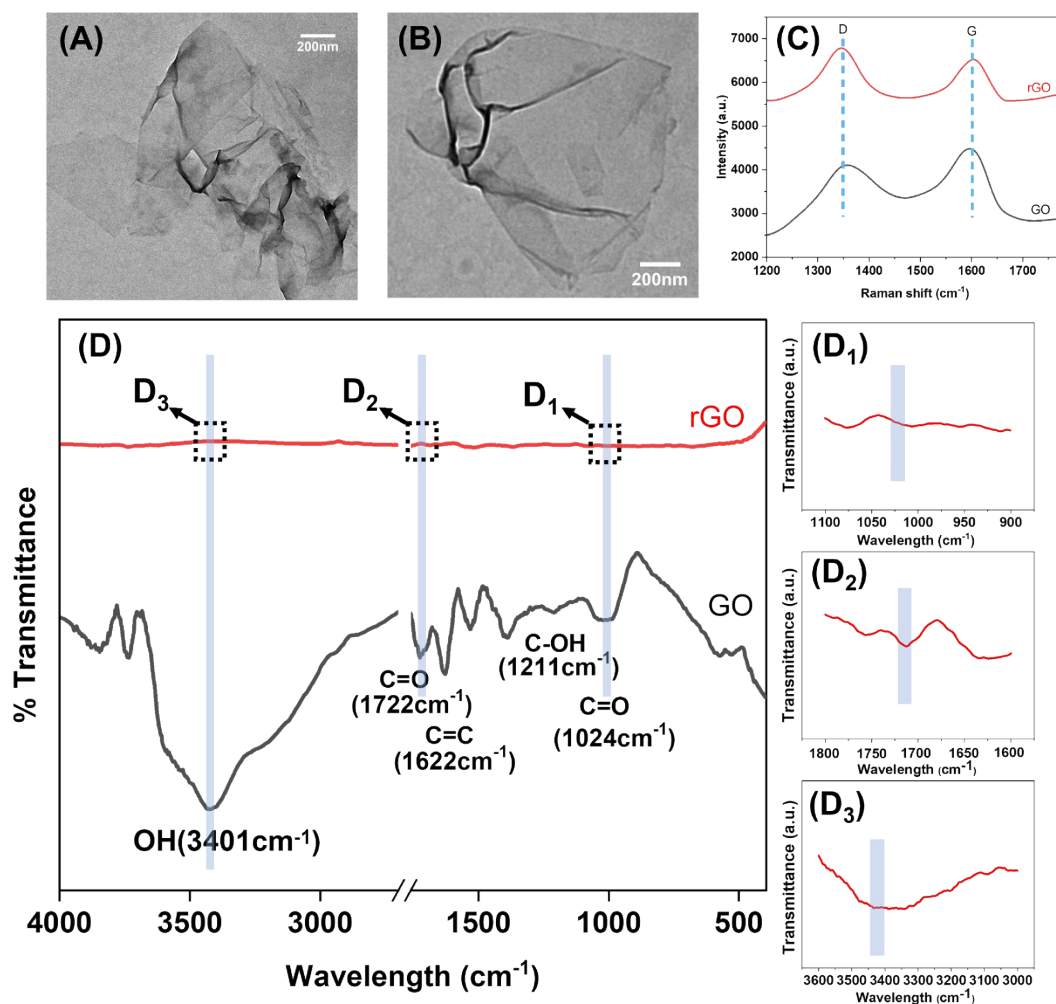 (A)
200nm
(B)
200nm
(C)
D
G
7000
6000
5000
4000
3000
2000
Intensity (a.u.)
rGO
GO
1200 1300 1400 1500 1600 1700
Raman shift (cm⁻¹)
(D)
D₃
D₂
D₁
rGO
GO
% Transmittance
C=O
(1722cm⁻¹)
C=C
(1622cm⁻¹)
C-OH
(1211cm⁻¹)
C=O
(1024cm⁻¹)
OH(3401cm⁻¹)
4000 3500 3000 1500 1000
Wavelength (cm⁻¹)
(D₁)
Transmittance (a.u.)
1100 1050 1000 950 900
Wavelength (cm⁻¹)
(D₂)
Transmittance (a.u.)
1800 1750 1700 1650 1600
Wavelength (cm⁻¹)
(D₃)
Transmittance (a.u.)
3600 3500 3400 3300 3200 3100 3000
Wavelength (cm⁻¹)